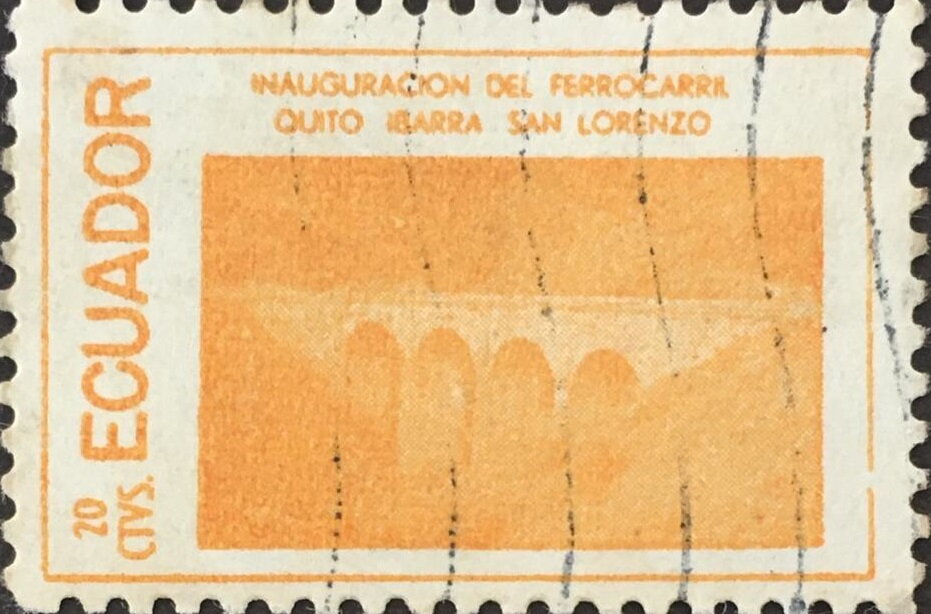 INAUGURACION DEL FERROCARRIL
QUITO IBARRA SAN LORENZO
ECUADOR
20
CTVS.